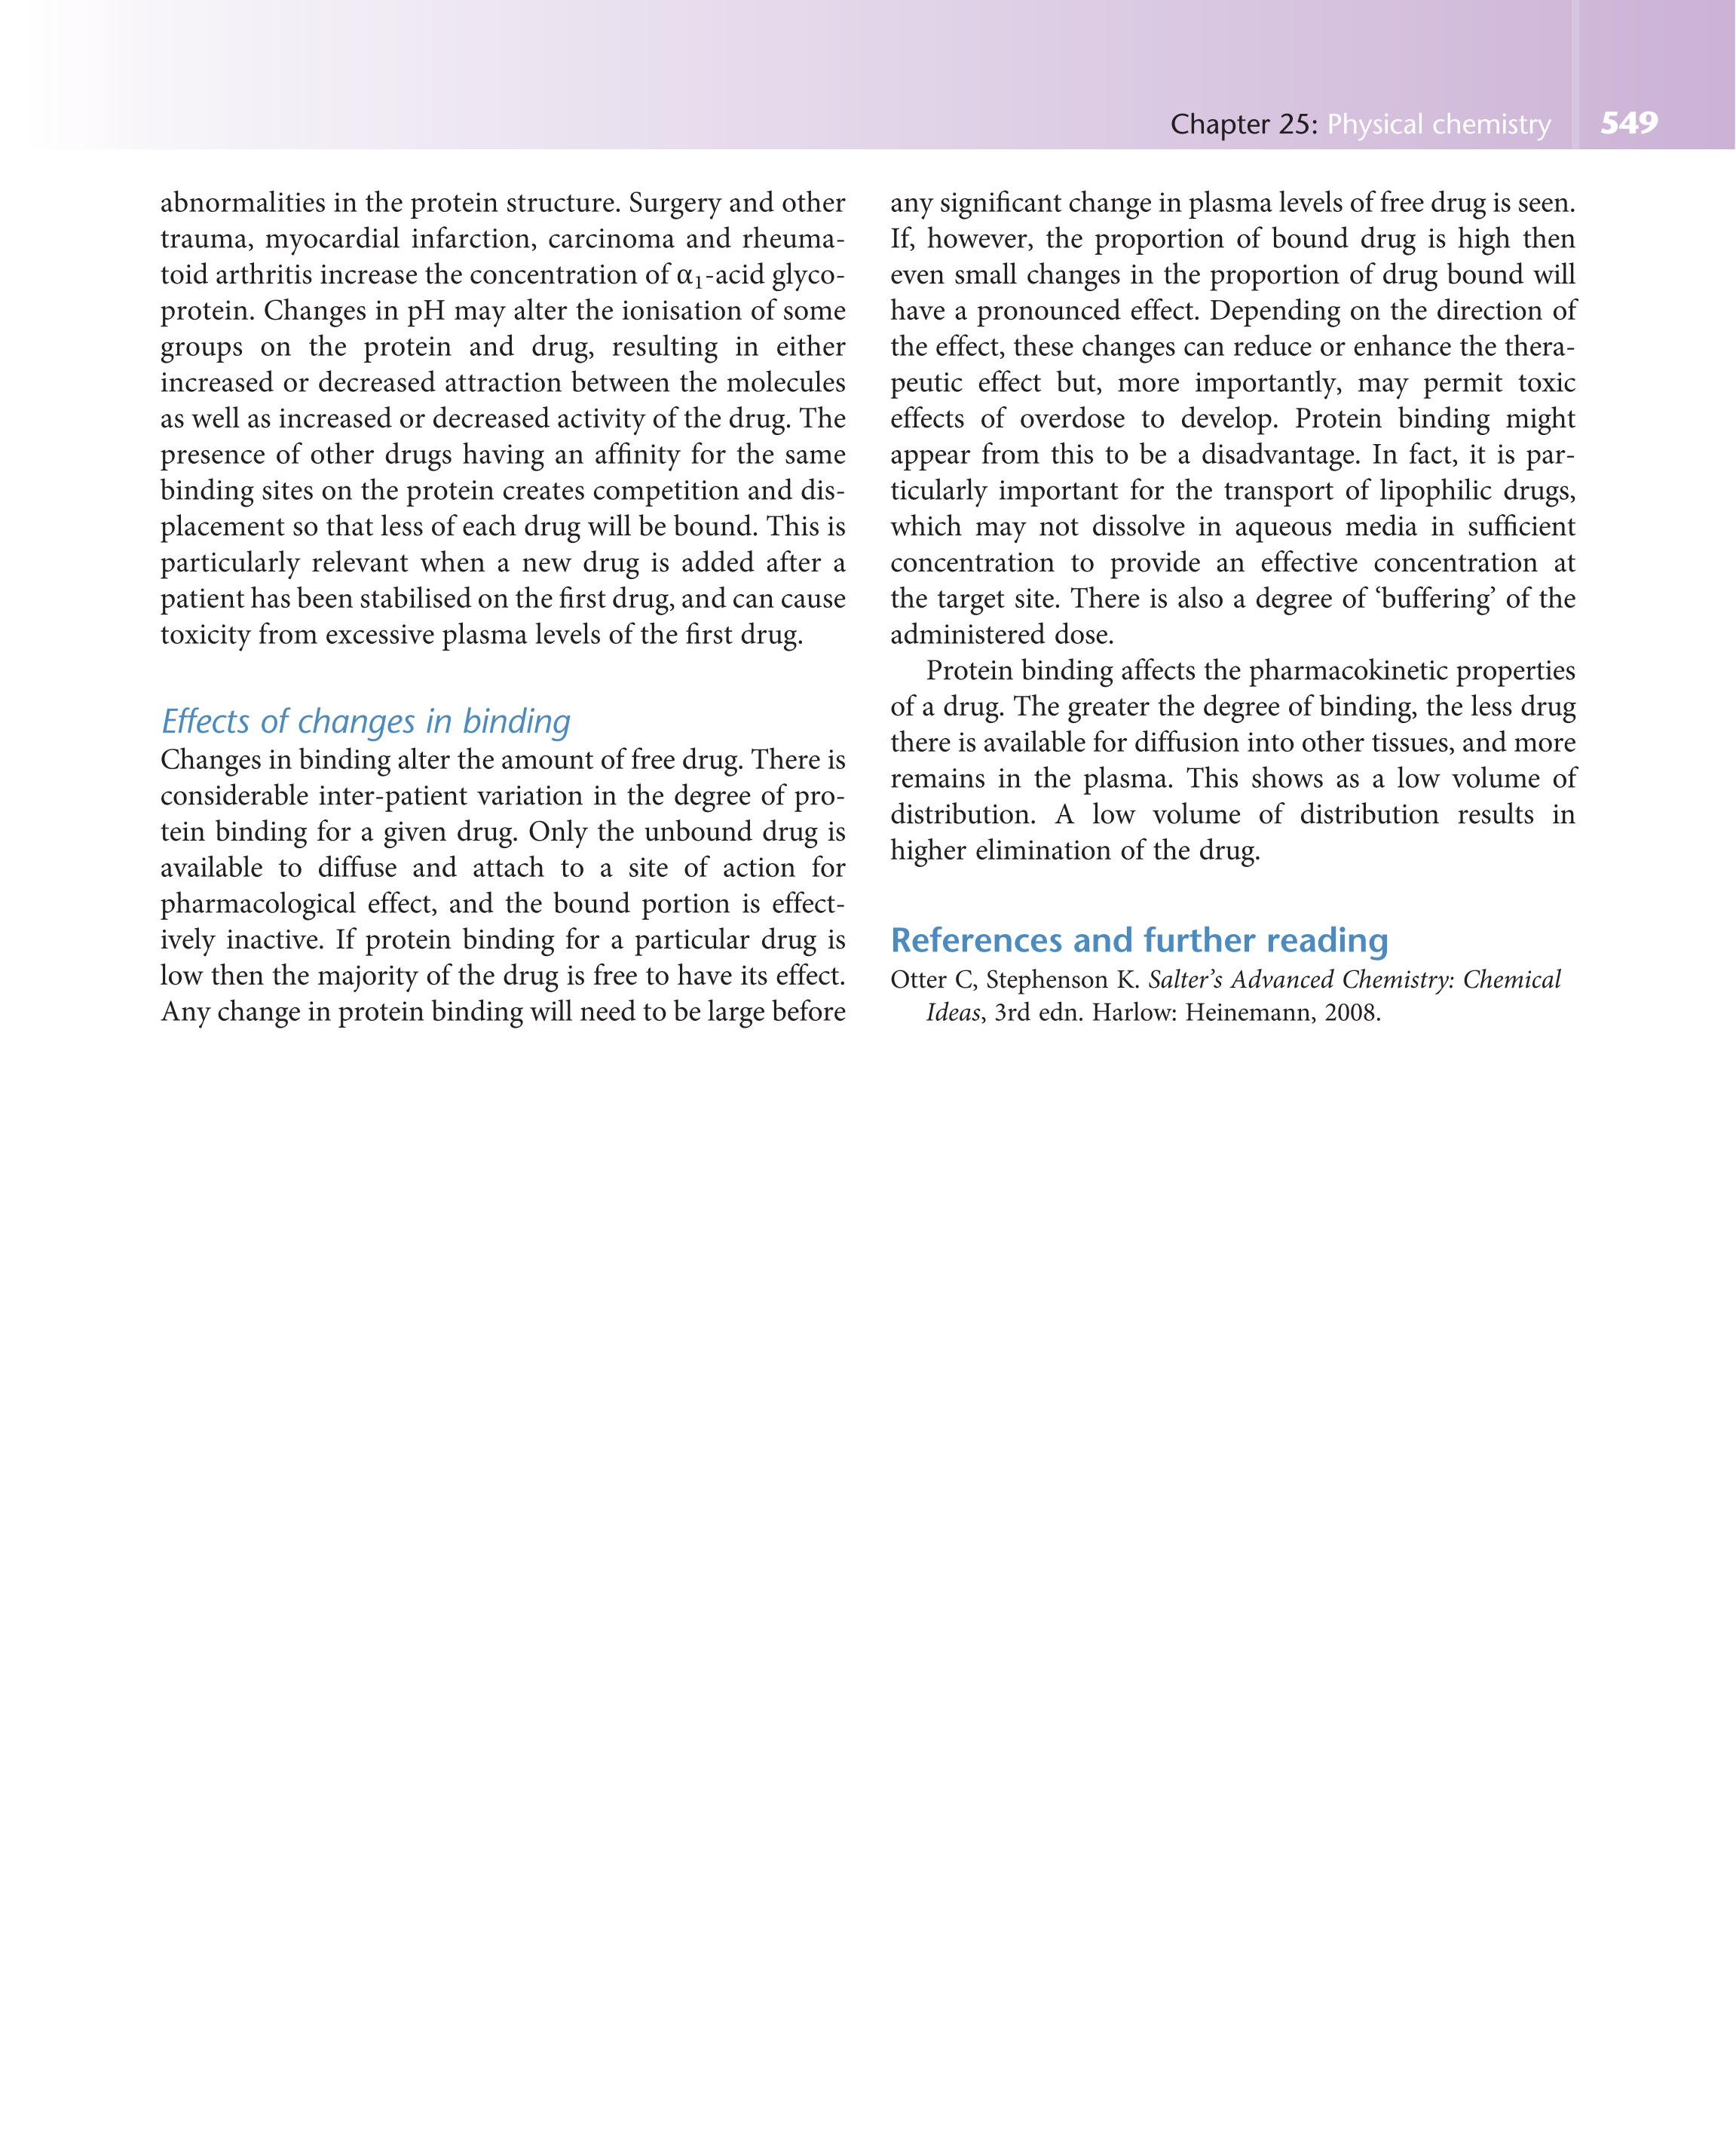 Chapter 25: Physical chemistry 549
abnormalities in the protein structure. Surgery and other
trauma, myocardial infarction, carcinoma and rheuma-
toid arthritis increase the concentration of α₁-acid glyco-
protein. Changes in pH may alter the ionisation of some
groups on the protein and drug, resulting in either
increased or decreased attraction between the molecules
as well as increased or decreased activity of the drug. The
presence of other drugs having an affinity for the same
binding sites on the protein creates competition and dis-
placement so that less of each drug will be bound. This is
particularly relevant when a new drug is added after a
patient has been stabilised on the first drug, and can cause
toxicity from excessive plasma levels of the first drug.
Effects of changes in binding
Changes in binding alter the amount of free drug. There is
considerable inter-patient variation in the degree of pro-
tein binding for a given drug. Only the unbound drug is
available to diffuse and attach to a site of action for
pharmacological effect, and the bound portion is effect-
ively inactive. If protein binding for a particular drug is
low then the majority of the drug is free to have its effect.
Any change in protein binding will need to be large before
any significant change in plasma levels of free drug is seen.
If, however, the proportion of bound drug is high then
even small changes in the proportion of drug bound will
have a pronounced effect. Depending on the direction of
the effect, these changes can reduce or enhance the thera-
peutic effect but, more importantly, may permit toxic
effects of overdose to develop. Protein binding might
appear from this to be a disadvantage. In fact, it is par-
ticularly important for the transport of lipophilic drugs,
which may not dissolve in aqueous media in sufficient
concentration to provide an effective concentration at
the target site. There is also a degree of ‘buffering’ of the
administered dose.
Protein binding affects the pharmacokinetic properties
of a drug. The greater the degree of binding, the less drug
there is available for diffusion into other tissues, and more
remains in the plasma. This shows as a low volume of
distribution. A low volume of distribution results in
higher elimination of the drug.
References and further reading
Otter C, Stephenson K. Salter’s Advanced Chemistry: Chemical
Ideas, 3rd edn. Harlow: Heinemann, 2008.